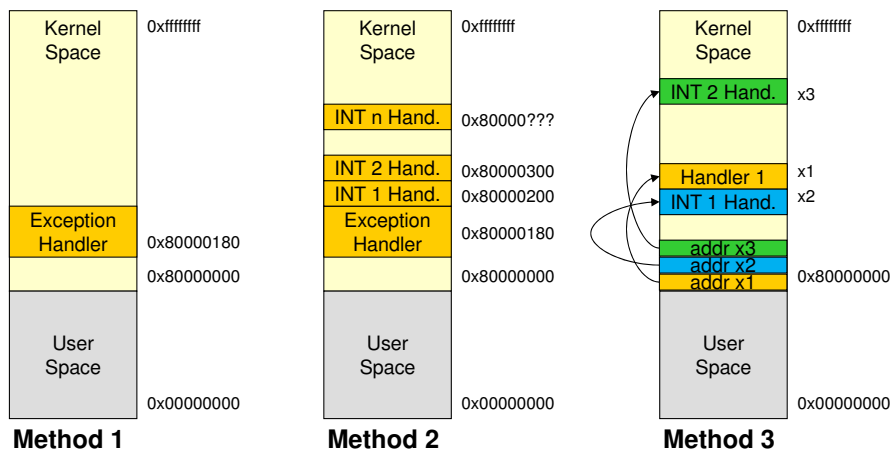 Kernel
Space
0xffffffff
Exception
Handler
0x80000180
0x80000000
User
Space
0x00000000
Method 1
Kernel
Space
0xffffffff
INT n Hand.
0x80000???
INT 2 Hand.
0x80000300
INT 1 Hand.
0x80000200
Exception
Handler
0x80000180
0x80000000
User
Space
0x00000000
Method 2
Kernel
Space
0xffffffff
INT 2 Hand.
x3
Handler 1
x1
INT 1 Hand.
x2
addr x3
addr x2
addr x1
0x80000000
User
Space
0x00000000
Method 3